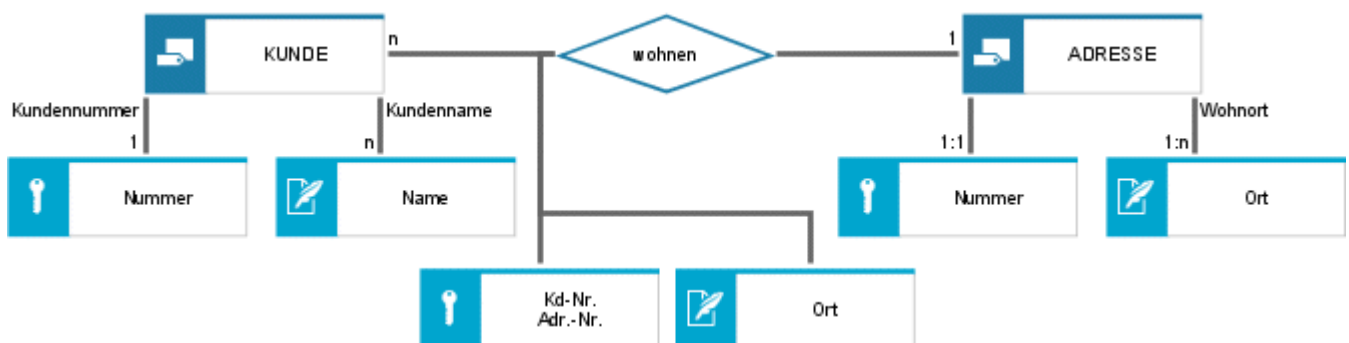 KUNDE
n
wohnen
1
ADRESSE
Kundennummer
Kundenname
Wohnort
1
n
1:1
1:n
Nummer
Name
Nummer
Ort
Kd-Nr.
Adr.-Nr.
Ort